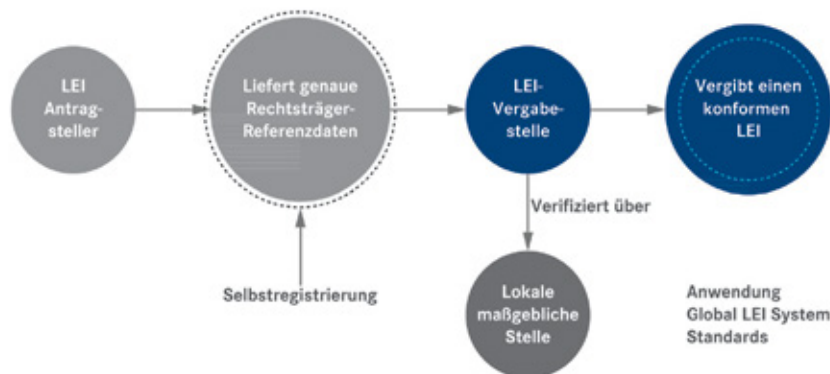 LEI
Antrag-
steller
Liefert genaue
Rechtsträger-
Referenzdaten
LEI-
Vergabe-
stelle
Vergibt einen
konformen
LEI
Verifiziert über
Selbstregistrierung
Lokale
maßgebliche
Stelle
Anwendung
Global LEI System
Standards